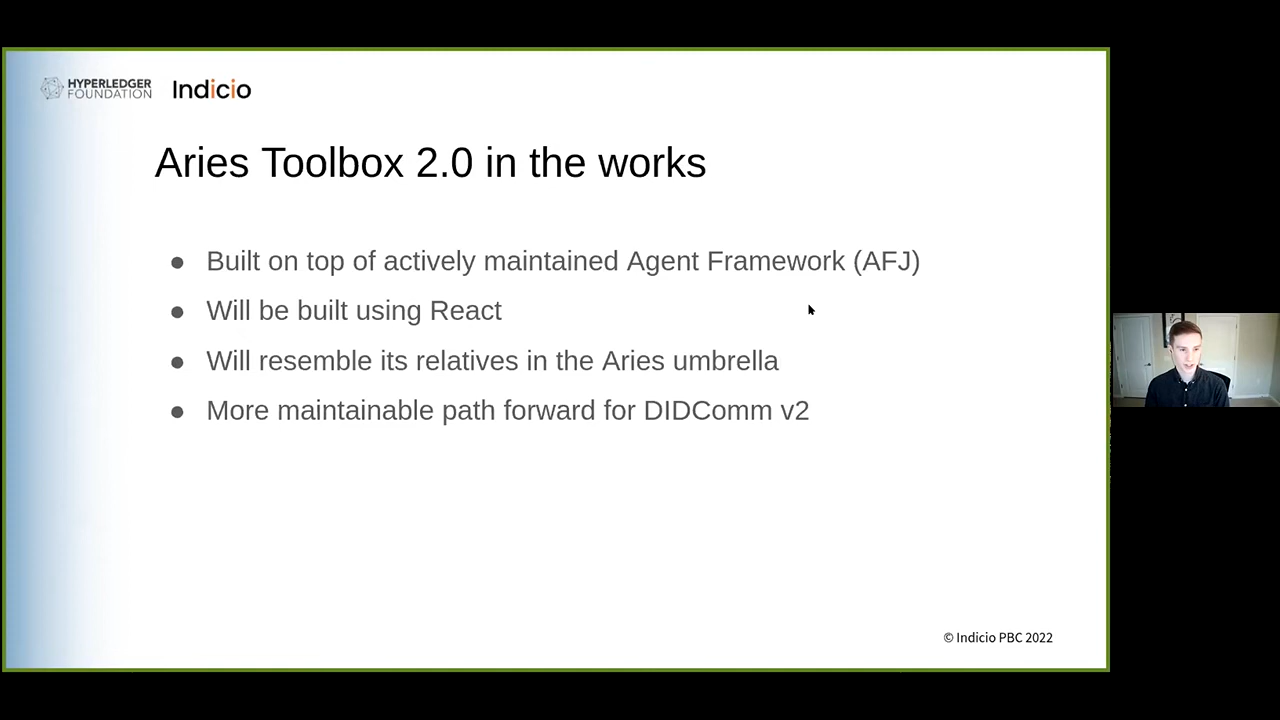 HYPERLEDGER
FOUNDATION
Indicio
Aries Toolbox 2.0 in the works
● Built on top of actively maintained Agent Framework (AFJ)
● Will be built using React
● Will resemble its relatives in the Aries umbrella
● More maintainable path forward for DIDComm v2
© Indicio PBC 2022